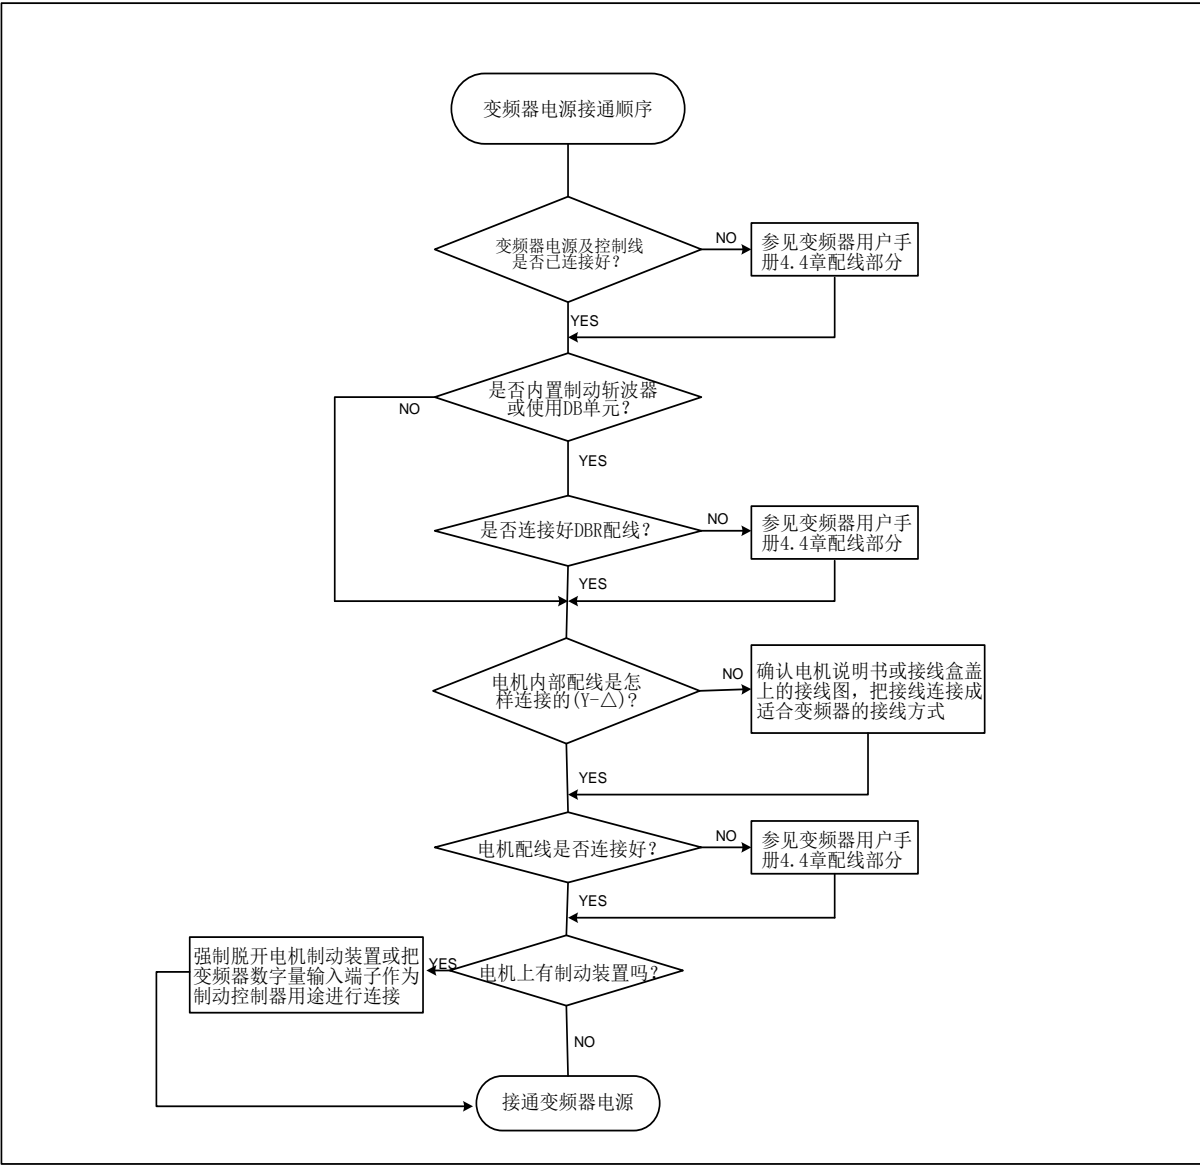 变频器电源接通顺序
变频器电源及控制线
是否已连接好？
NO
参见变频器用户手
册4.4章配线部分
YES
是否内置制动斩波器
或使用DB单元？
NO
YES
是否连接好DBR配线？
NO
参见变频器用户手
册4.4章配线部分
YES
电机内部配线是怎
样连接的(Y-△)？
NO
确认电机说明书或接线盒盖
上的接线图，把接线连接成
适合变频器的接线方式
YES
电机配线是否连接好？
NO
参见变频器用户手
册4.4章配线部分
YES
电机上有制动装置吗？
YES
强制脱开电机制动装置或把
变频器数字量输入端子作为
制动控制器用途进行连接
NO
接通变频器电源